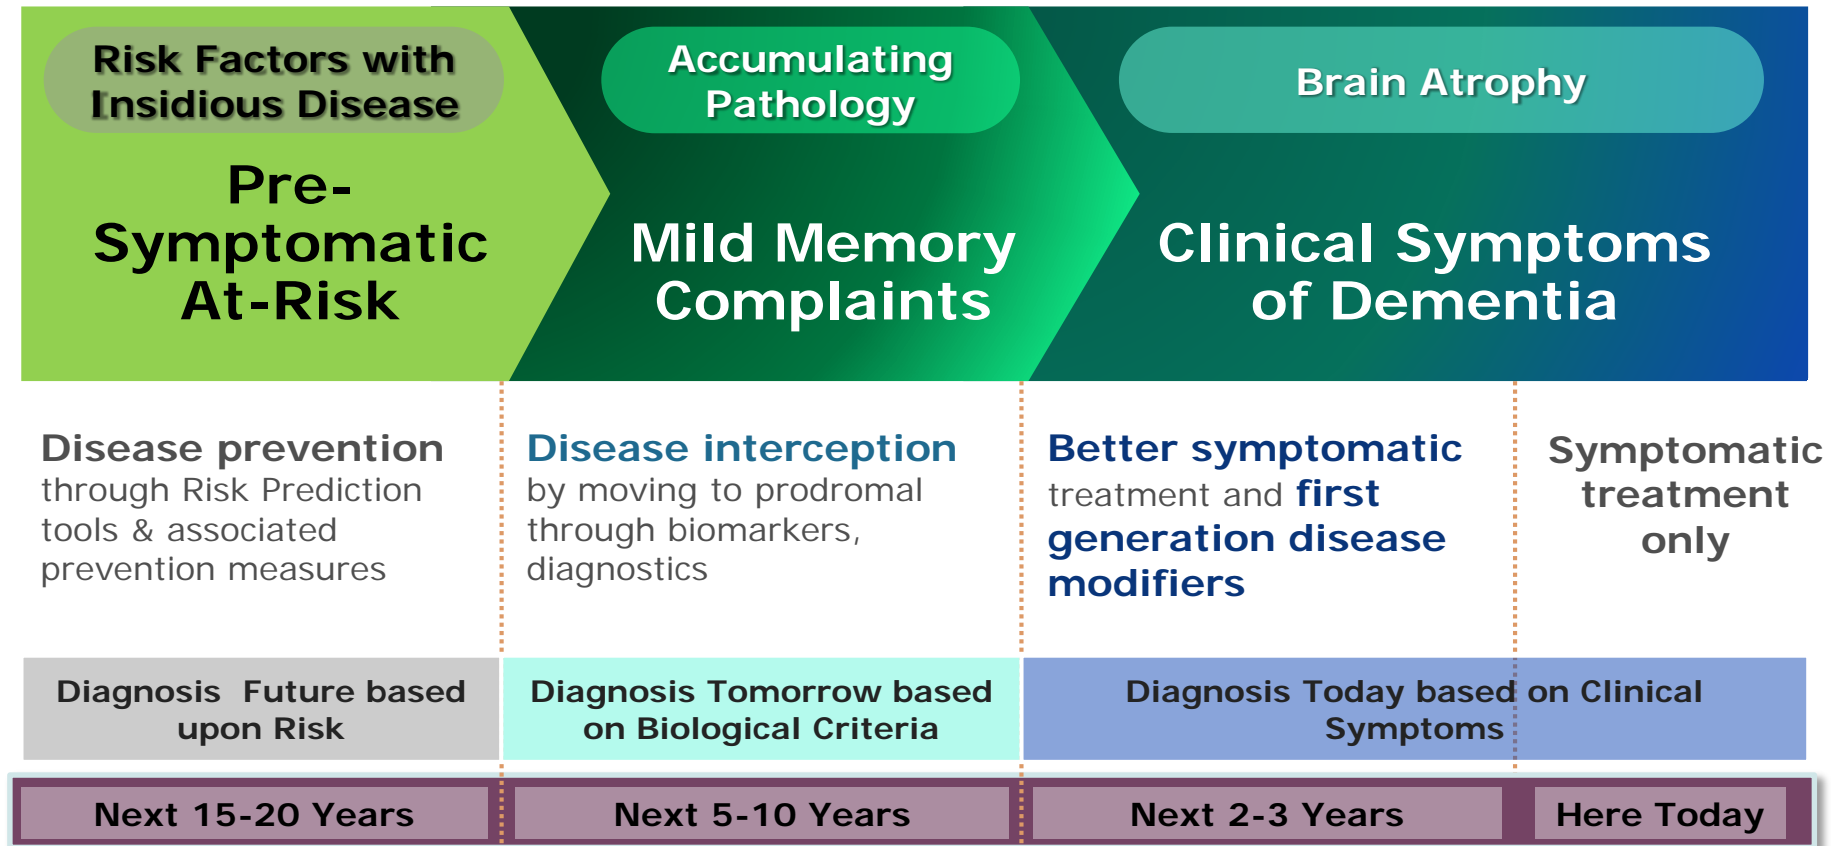 Risk Factors with
Insidious Disease
Pre-
Symptomatic
At-Risk
Accumulating
Pathology
Mild Memory
Complaints
Brain Atrophy
Clinical Symptoms
of Dementia
Disease prevention
through Risk Prediction
tools & associated
prevention measures
Disease interception
by moving to prodromal
through biomarkers,
diagnostics
Better symptomatic
treatment and first
generation disease
modifiers
Symptomatic
treatment
only
Diagnosis Future based
upon Risk
Diagnosis Tomorrow based
on Biological Criteria
Diagnosis Today based on Clinical
Symptoms
Next 15-20 Years
Next 5-10 Years
Next 2-3 Years
Here Today